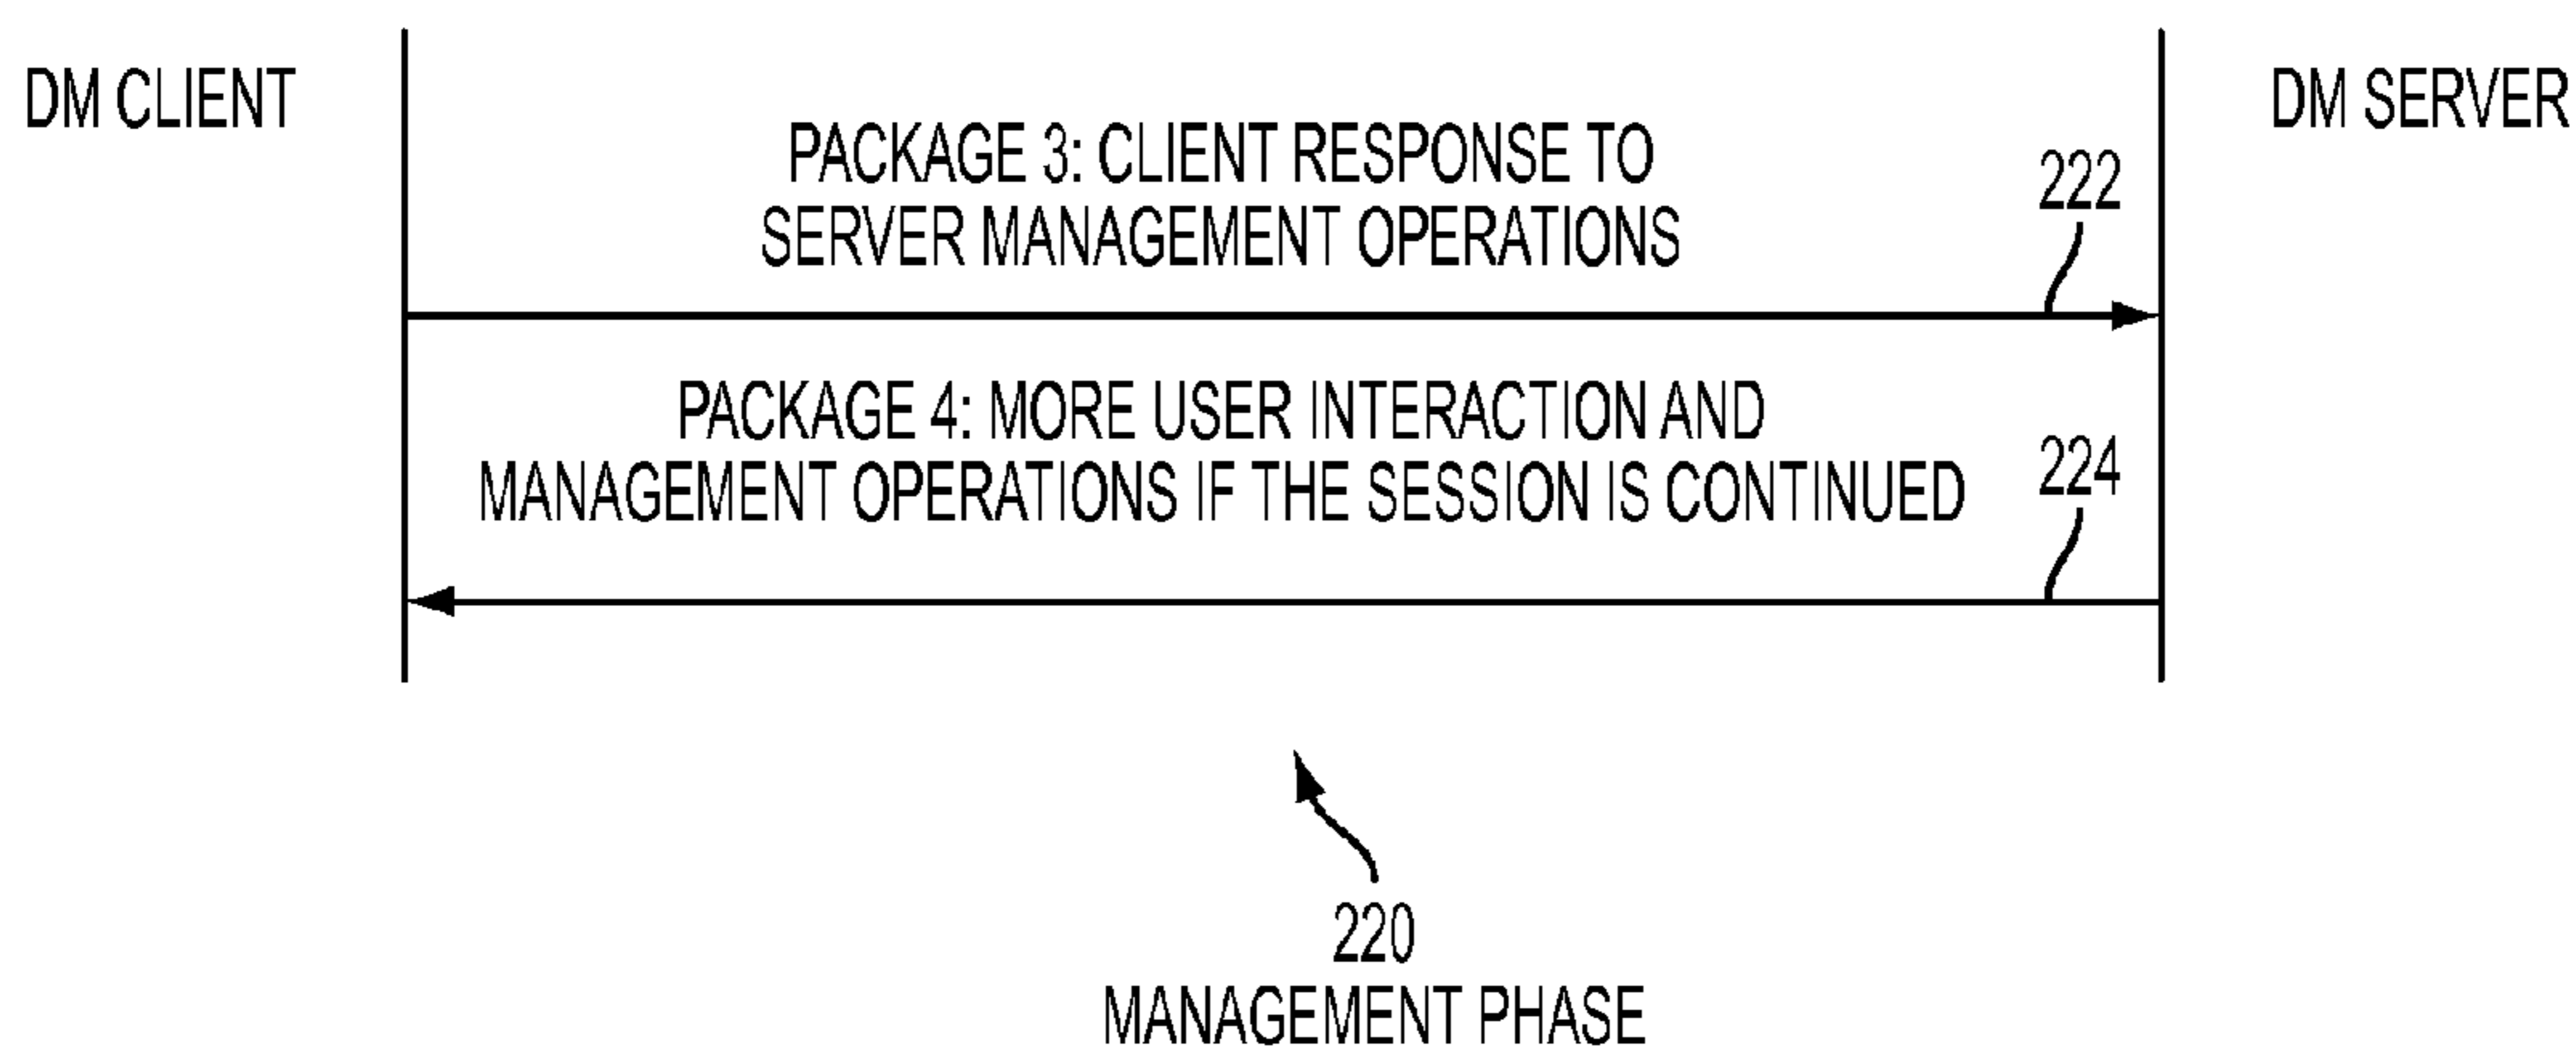 DM CLIENT
DM SERVER
PACKAGE 3: CLIENT RESPONSE TO
SERVER MANAGEMENT OPERATIONS
222
PACKAGE 4: MORE USER INTERACTION AND
MANAGEMENT OPERATIONS IF THE SESSION IS CONTINUED
224
220
MANAGEMENT PHASE